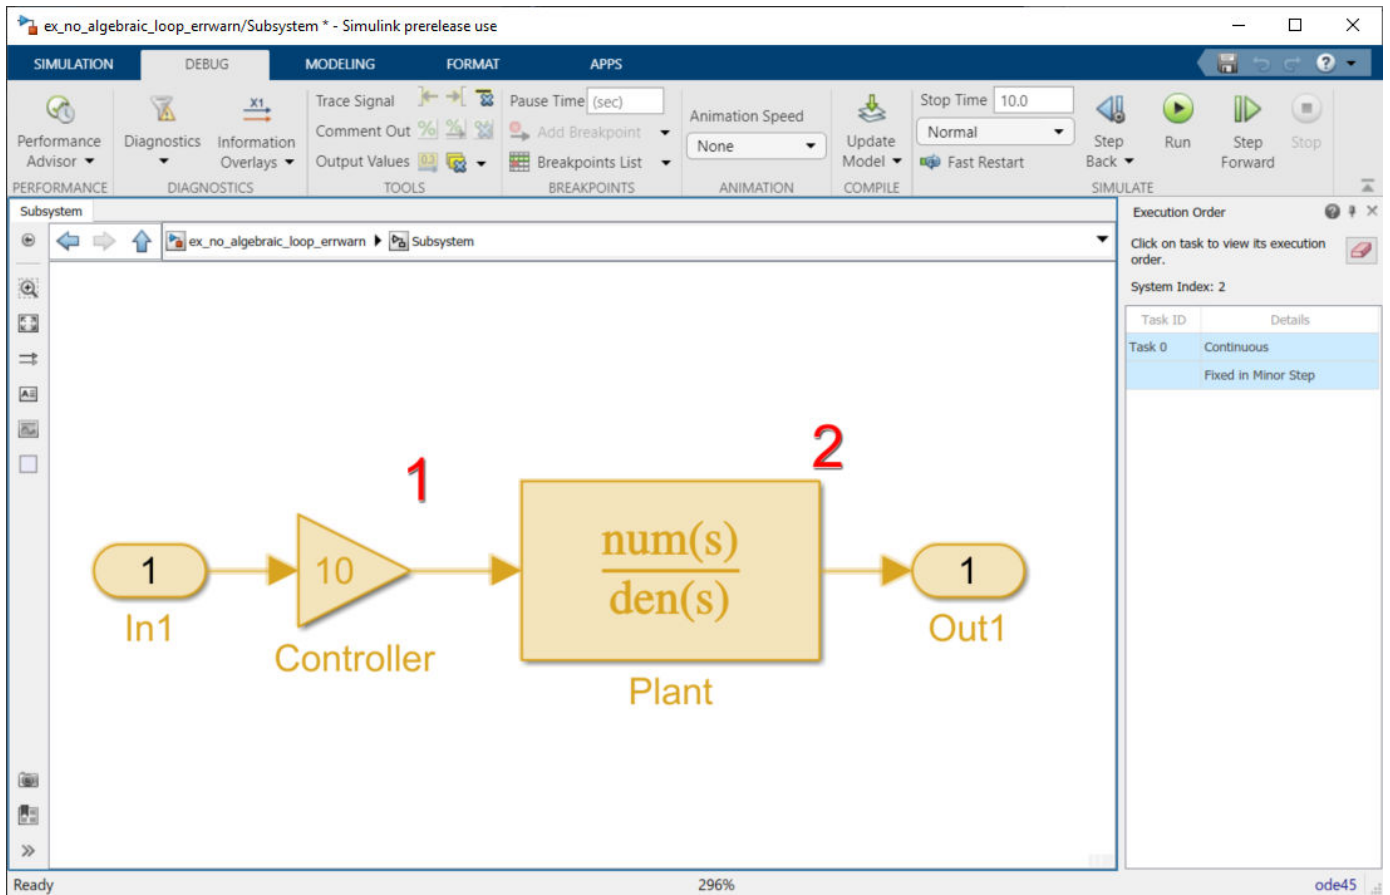 ex_no_algebraic_loop_errwarn/Subsystem * - Simulink prerelease use
SIMULATION DEBUG MODELING FORMAT APPS
Performance
Advisor
PERFORMANCE
Diagnostics
Information
Overlays
DIAGNOSTICS
Trace Signal
Comment Out
Output Values
TOOLS
Pause Time (sec)
Add Breakpoint
Breakpoints List
BREAKPOINTS
Animation Speed
None
ANIMATION
Update
Model
COMPILE
Stop Time 10.0
Normal
Fast Restart
Step
Back
Run
Step
Forward
Stop
SIMULATE
Subsystem
ex_no_algebraic_loop_errwarn Subsystem
1
2
1
In1
10
Controller
num(s)
den(s)
Plant
1
Out1
Execution Order
Click on task to view its execution
order.
System Index: 2
Task ID Details
Task 0 Continuous
Fixed in Minor Step
Ready 296% ode45